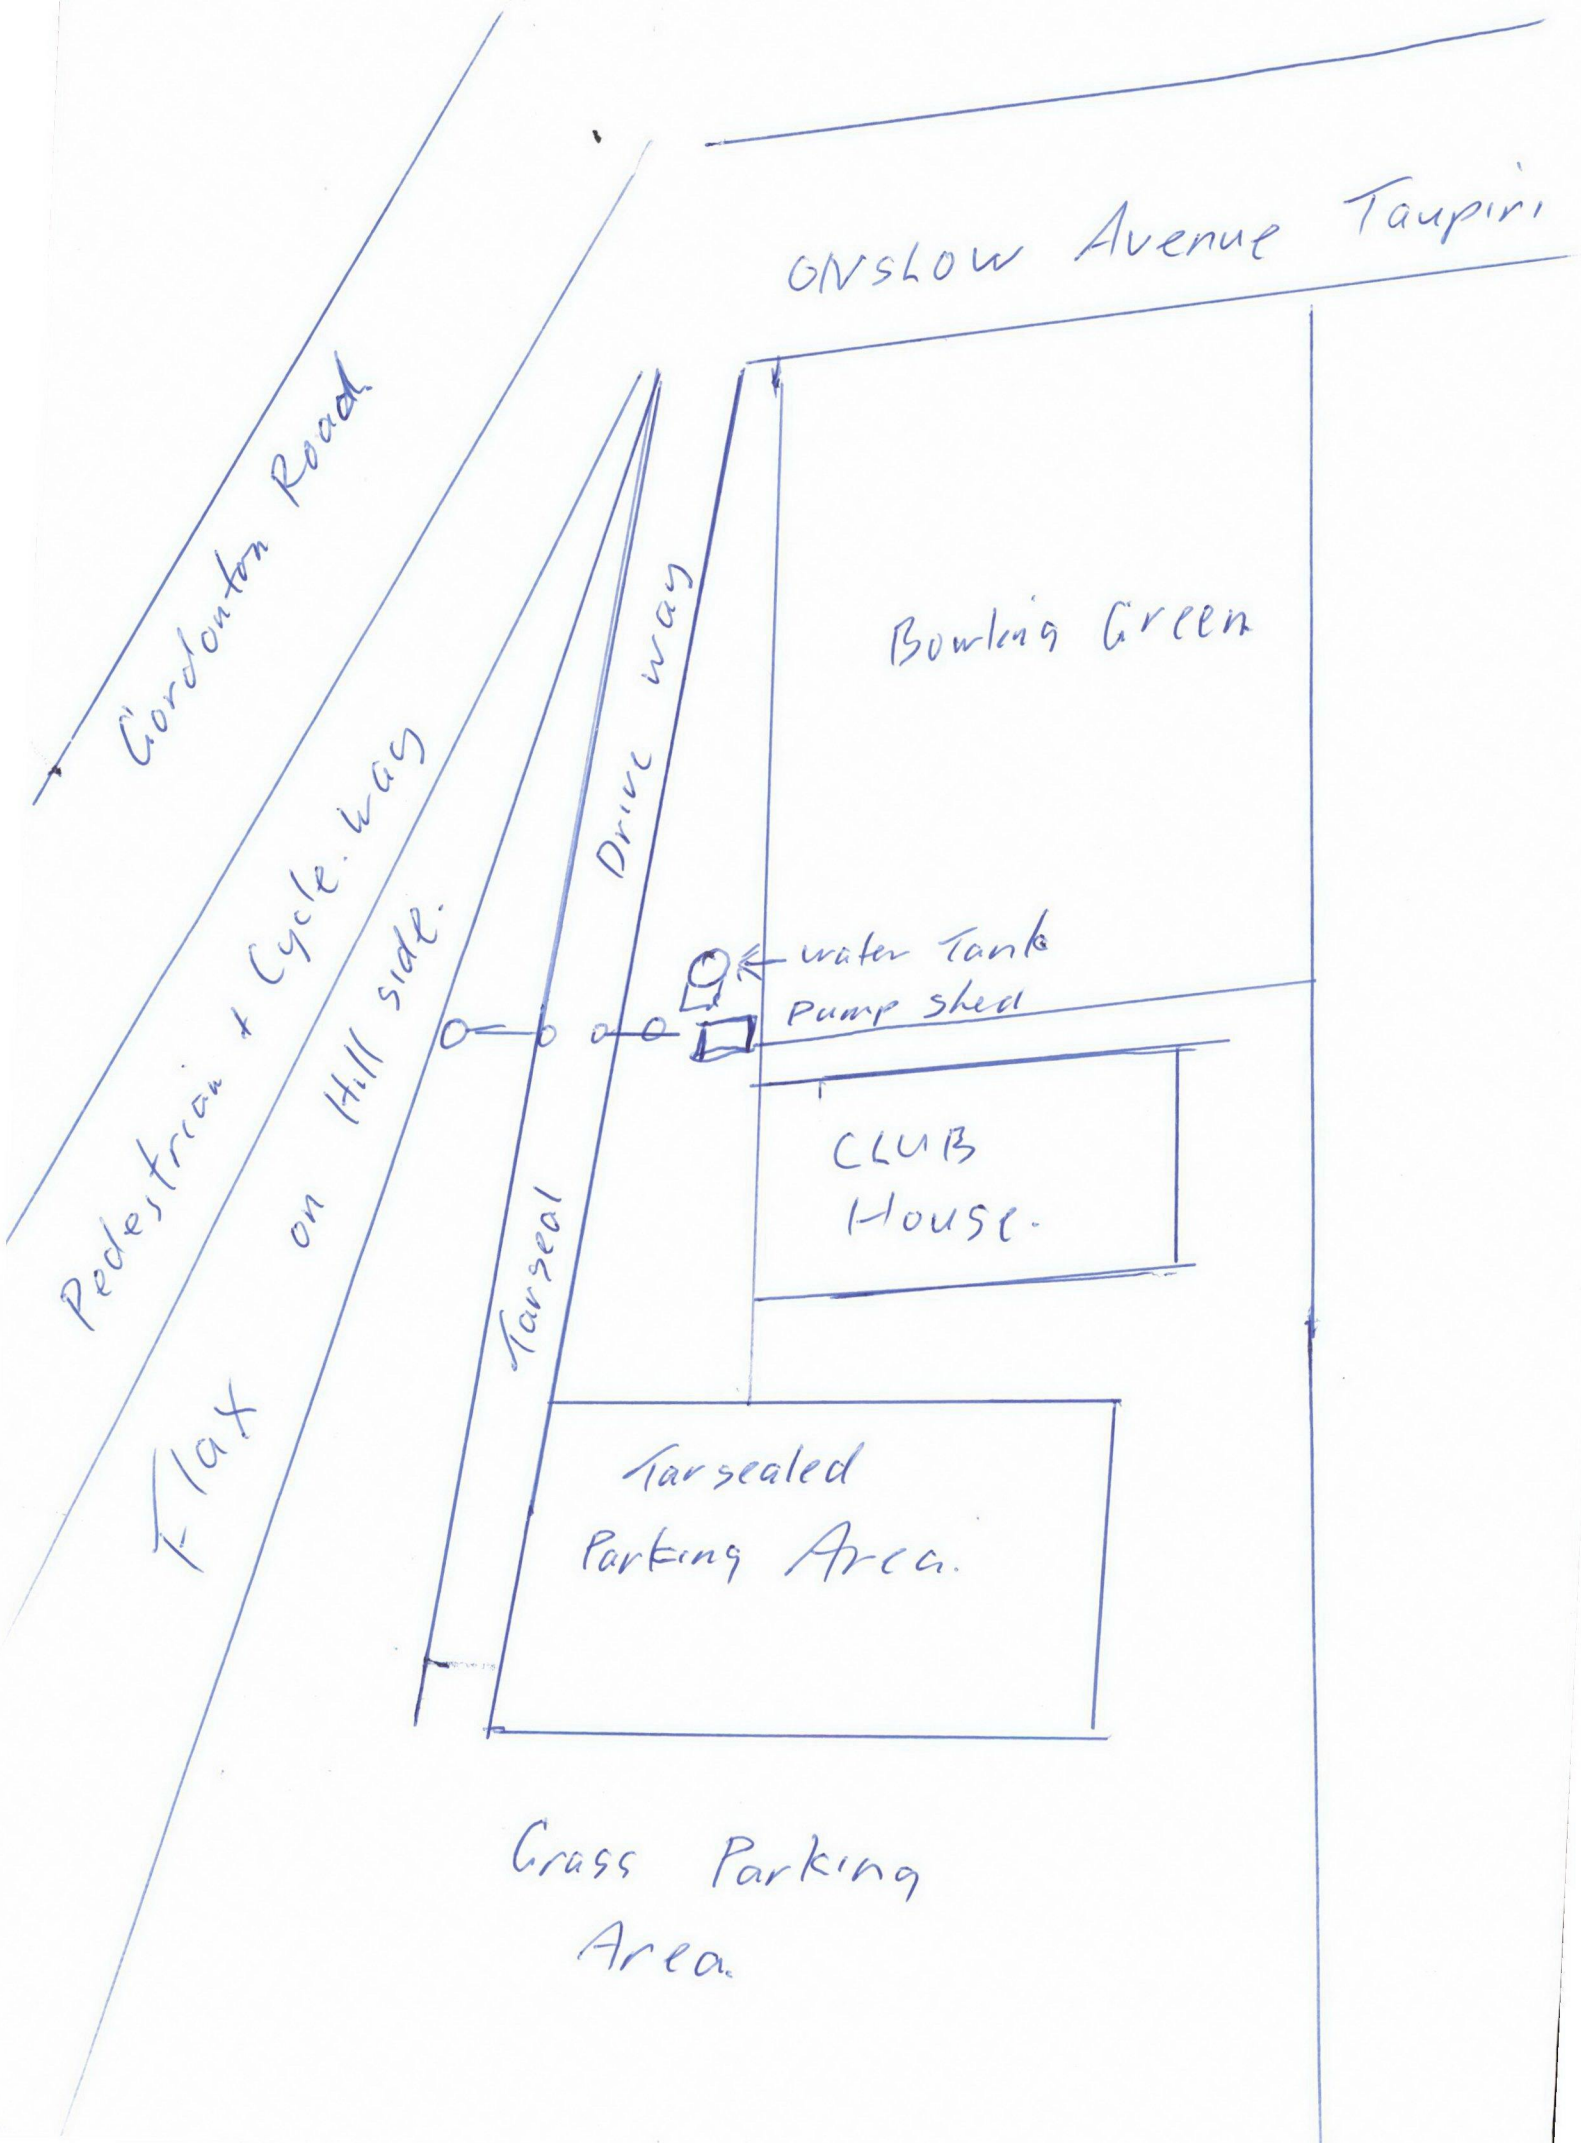 ONSLOW Avenue Taupiri
Gordonton Road.
Pedestrian + Cycle. Way
Flax on Hill side.
Tarseal Drive way
Bowling Green
water Tank
Pump shed
CLUB
House.
Tarsealed
Parking Area.
Grass Parking
Area.